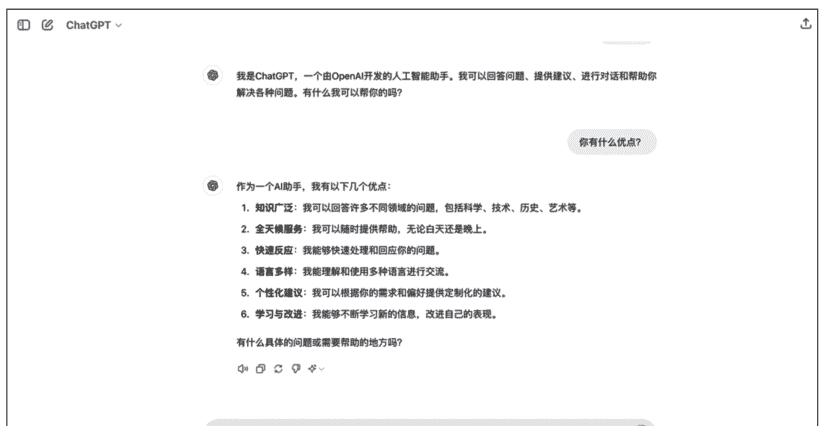 ChatGPT
我是ChatGPT，一个由OpenAI开发的人工智能助手。我可以回答问题、提供建议、进行对话和帮助你
解决各种问题。有什么我可以帮你的吗？
你有什么优点？
作为一个AI助手，我有以下几个优点：
1. 知识广泛：我可以回答许多不同领域的问题，包括科学、技术、历史、艺术等。
2. 全天候服务：我可以随时提供帮助，无论白天还是晚上。
3. 快速反应：我能够快速处理和回应你的问题。
4. 语言多样：我能理解和使用多种语言进行交流。
5. 个性化建议：我可以根据你的需求和偏好提供定制化的建议。
6. 学习与改进：我能够不断学习新的信息，改进自己的表现。
有什么具体的问题或需要帮助的地方吗？